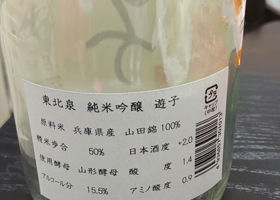 東北泉 純米吟醸 遊子
原料米 兵庫県産 山田錦100%
精米歩合 50% 日本酒度 +2.0
使用酵母 山形酵母 酸度 1.4
アルコール分 15.5% アミノ酸度 0.9